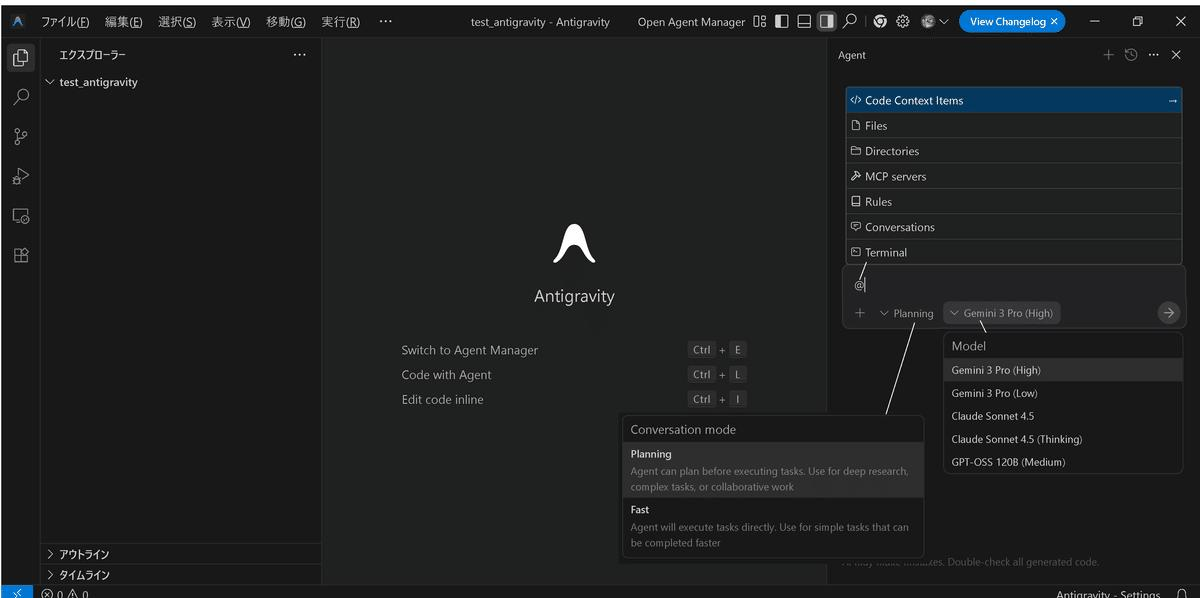 ファイル(F) 編集(E) 選択(S) 表示(V) 移動(G) 実行(R) ··· test_antigravity - Antigravity Open Agent Manager View Changelog ×
エクスプローラー ···
test_antigravity
アウトライン
タイムライン
Antigravity
Switch to Agent Manager Ctrl + E
Code with Agent Ctrl + L
Edit code inline Ctrl + I
Agent
Code Context Items →
Files
Directories
MCP servers
Rules
Conversations
Terminal
@
Planning Gemini 3 Pro (High)
Model
Gemini 3 Pro (High)
Gemini 3 Pro (Low)
Claude Sonnet 4.5
Claude Sonnet 4.5 (Thinking)
GPT-OSS 120B (Medium)
Conversation mode
Planning
Agent can plan before executing tasks. Use for deep research,
complex tasks, or collaborative work
Fast
Agent will execute tasks directly. Use for simple tasks that can
be completed faster
AI may make mistakes. Double-check all generated code.
0 0 Antigravity - Settings